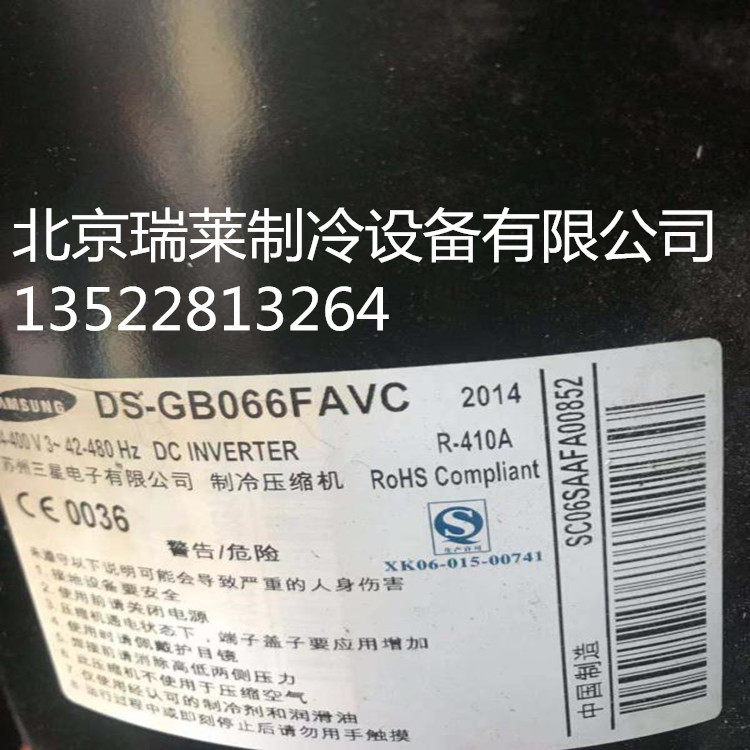 北京瑞莱制冷设备有限公司
13522813264
SAMSUNG DS-GB066FAVC 2014
400 V 3~ 42-480 Hz DC INVERTER R-410A
苏州三星电子有限公司 制冷压缩机 RoHS Compliant
CE 0036
生产许可
XK06-015-00741
警告/危险
未遵守以下说明可能会导致严重的人身伤害
1. 接地设备要安全
2. 使用前请关闭电源
3. 压缩机通电状态下，端子盖子要应用增加
4. 使用时请佩戴护目镜
5. 焊接前请消除高低两侧压力
6. 此压缩机不适用于压缩空气
7. 仅使用经认可的制冷剂和润滑油
8. 运行过程中或即刻停止后请勿用手触摸
SC06SAAFA00852
中国制造